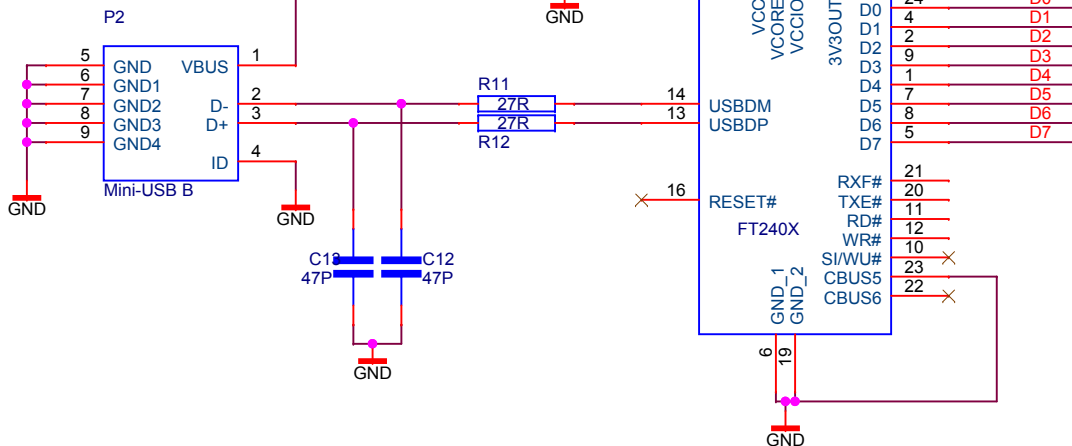 P2
5 GND VBUS 1
6 GND1
7 GND2 D- 2
8 GND3 D+ 3
9 GND4
ID 4
Mini-USB B
GND
GND
GND
R11
27R
27R
R12
C13
47P
C12
47P
GND
VCC
VCORE
VCCIO
3V3OUT
14 USBDM
13 USBDP
16 RESET#
FT240X
D0 24 D0
D1 4 D1
D2 2 D2
D3 9 D3
D4 1 D4
D5 7 D5
D6 8 D6
D7 5 D7
RXF# 21
TXE# 20
RD# 11
WR# 12
SI/WU# 10
CBUS5 23
CBUS6 22
GND_1
GND_2
6
19
GND